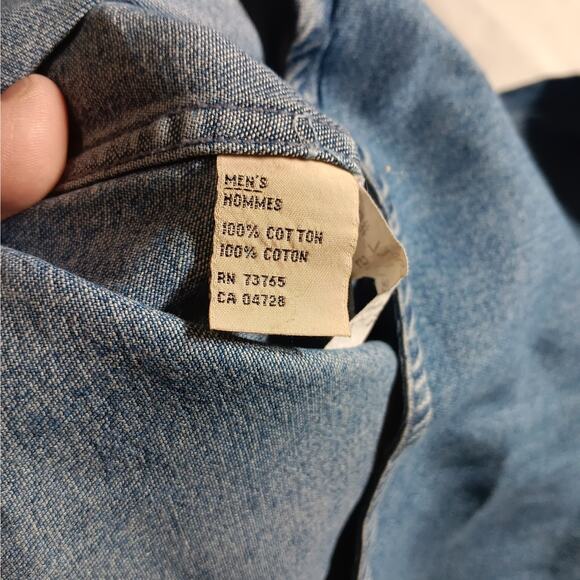 MEN'S
HOMMES
100% COTTON
100% COTON
RN 73765
CA 04728